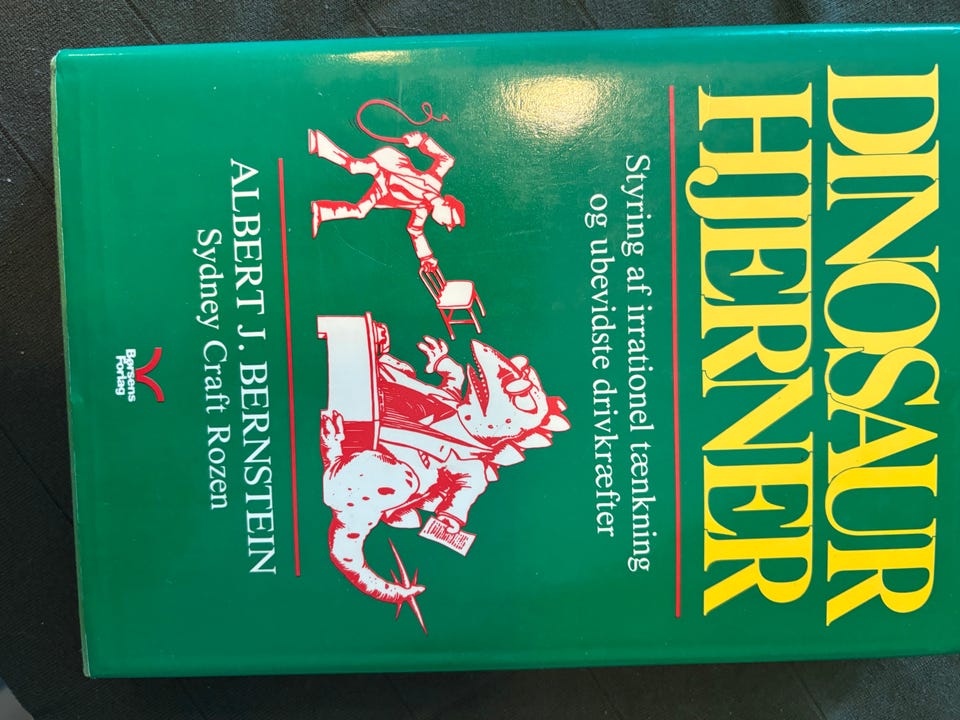 DINOSAUR
HJERNER
Styring af irrationel tænkning
og ubevidste drivkræfter
ALBERT J. BERNSTEIN
Sydney Craft Rozen
Børsens
Forlag